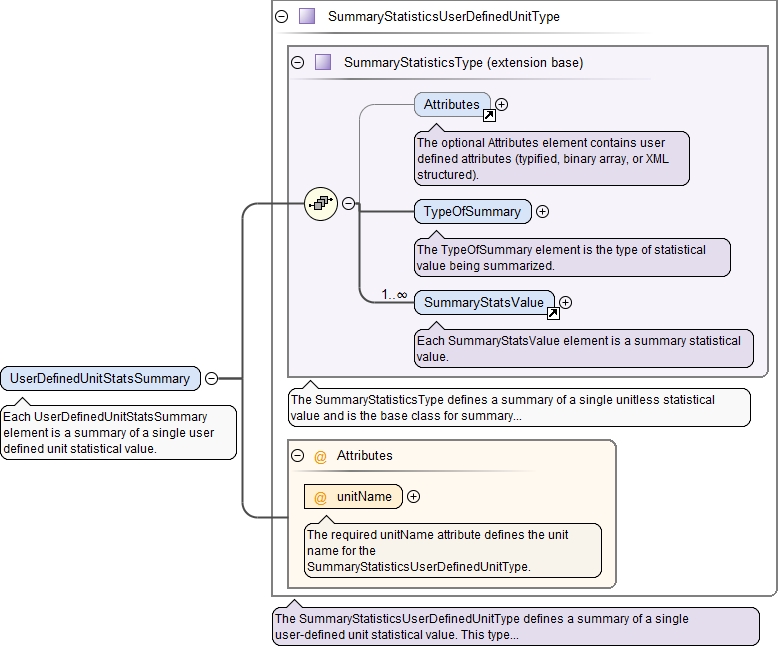 SummaryStatisticsUserDefinedUnitType
SummaryStatisticsType (extension base)
Attributes
The optional Attributes element contains user
defined attributes (typified, binary array, or XML
structured).
TypeOfSummary
The TypeOfSummary element is the type of statistical
value being summarized.
1..∞
SummaryStatsValue
Each SummaryStatsValue element is a summary statistical
value.
UserDefinedUnitStatsSummary
Each UserDefinedUnitStatsSummary
element is a summary of a single user
defined unit statistical value.
The SummaryStatisticsType defines a summary of a single unitless statistical
value and is the base class for summary...
@ Attributes
@ unitName
The required unitName attribute defines the unit
name for the
SummaryStatisticsUserDefinedUnitType.
The SummaryStatisticsUserDefinedUnitType defines a summary of a single
user-defined unit statistical value. This type...